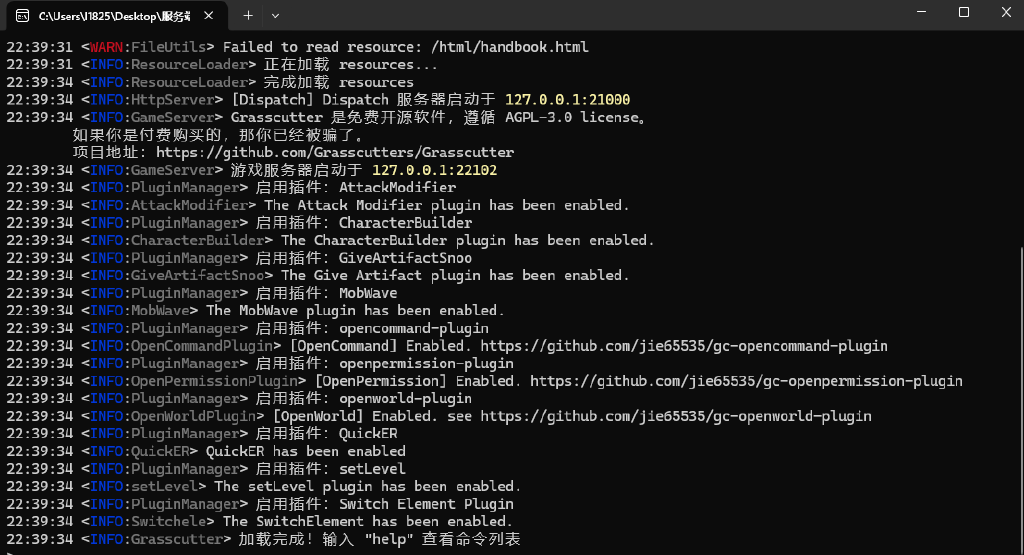 C:\Users\I1825\Desktop\服务端
22:39:31 <WARN:FileUtils> Failed to read resource: /html/handbook.html
22:39:31 <INFO:ResourceLoader> 正在加载 resources...
22:39:34 <INFO:ResourceLoader> 完成加载 resources
22:39:34 <INFO:HttpServer> [Dispatch] Dispatch 服务器启动于 127.0.0.1:21000
22:39:34 <INFO:GameServer> Grasscutter 是免费开源软件，遵循 AGPL-3.0 license。
如果你是付费购买的，那你已经被骗了。
项目地址：https://github.com/Grasscutters/Grasscutter
22:39:34 <INFO:GameServer> 游戏服务器启动于 127.0.0.1:22102
22:39:34 <INFO:PluginManager> 启用插件：AttackModifier
22:39:34 <INFO:AttackModifier> The Attack Modifier plugin has been enabled.
22:39:34 <INFO:PluginManager> 启用插件：CharacterBuilder
22:39:34 <INFO:CharacterBuilder> The CharacterBuilder plugin has been enabled.
22:39:34 <INFO:PluginManager> 启用插件：GiveArtifactSnoo
22:39:34 <INFO:GiveArtifactSnoo> The Give Artifact plugin has been enabled.
22:39:34 <INFO:PluginManager> 启用插件：MobWave
22:39:34 <INFO:MobWave> The MobWave plugin has been enabled.
22:39:34 <INFO:PluginManager> 启用插件：opencommand-plugin
22:39:34 <INFO:OpenCommandPlugin> [OpenCommand] Enabled. https://github.com/jie65535/gc-opencommand-plugin
22:39:34 <INFO:PluginManager> 启用插件：openpermission-plugin
22:39:34 <INFO:OpenPermissionPlugin> [OpenPermission] Enabled. https://github.com/jie65535/gc-openpermission-plugin
22:39:34 <INFO:PluginManager> 启用插件：openworld-plugin
22:39:34 <INFO:OpenWorldPlugin> [OpenWorld] Enabled. see https://github.com/jie65535/gc-openworld-plugin
22:39:34 <INFO:PluginManager> 启用插件：QuickER
22:39:34 <INFO:QuickER> QuickER has been enabled
22:39:34 <INFO:PluginManager> 启用插件：setLevel
22:39:34 <INFO:setLevel> The setLevel plugin has been enabled.
22:39:34 <INFO:PluginManager> 启用插件：Switch Element Plugin
22:39:34 <INFO:Switchele> The SwitchElement has been enabled.
22:39:34 <INFO:Grasscutter> 加载完成！输入 "help" 查看命令列表
>